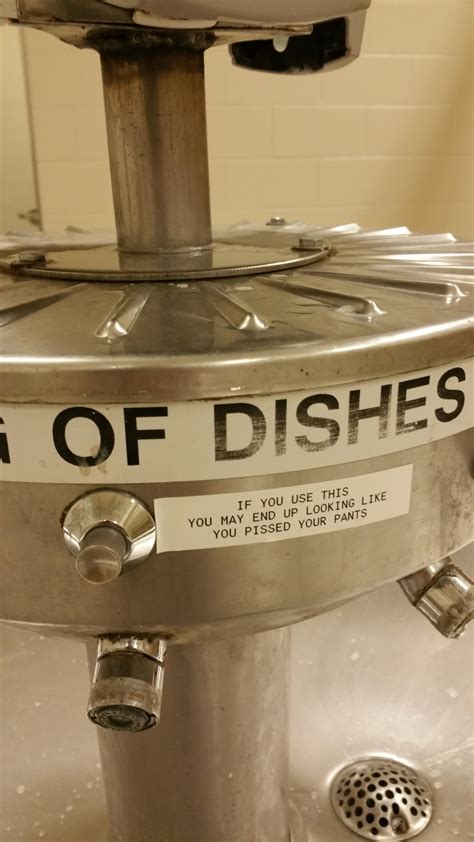 G OF DISHES
IF YOU USE THIS
YOU MAY END UP LOOKING LIKE
YOU PISSED YOUR PANTS